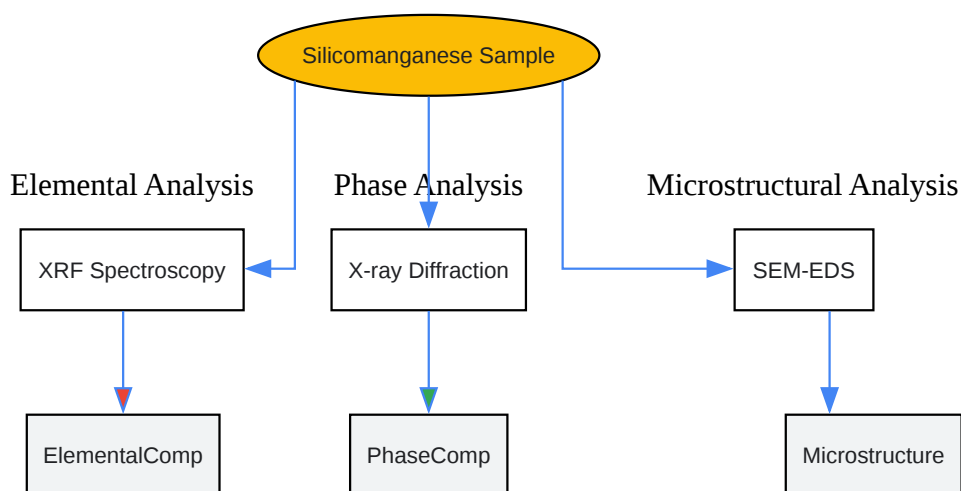 Silicomanganese Sample
Elemental Analysis
Phase Analysis
Microstructural Analysis
XRF Spectroscopy
X-ray Diffraction
SEM-EDS
ElementalComp
PhaseComp
Microstructure